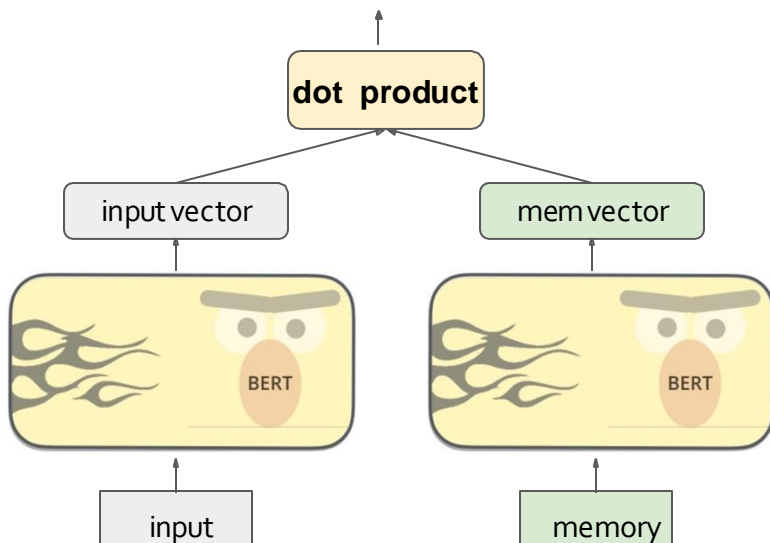 dot product
input vector
mem vector
BERT
BERT
input
memory